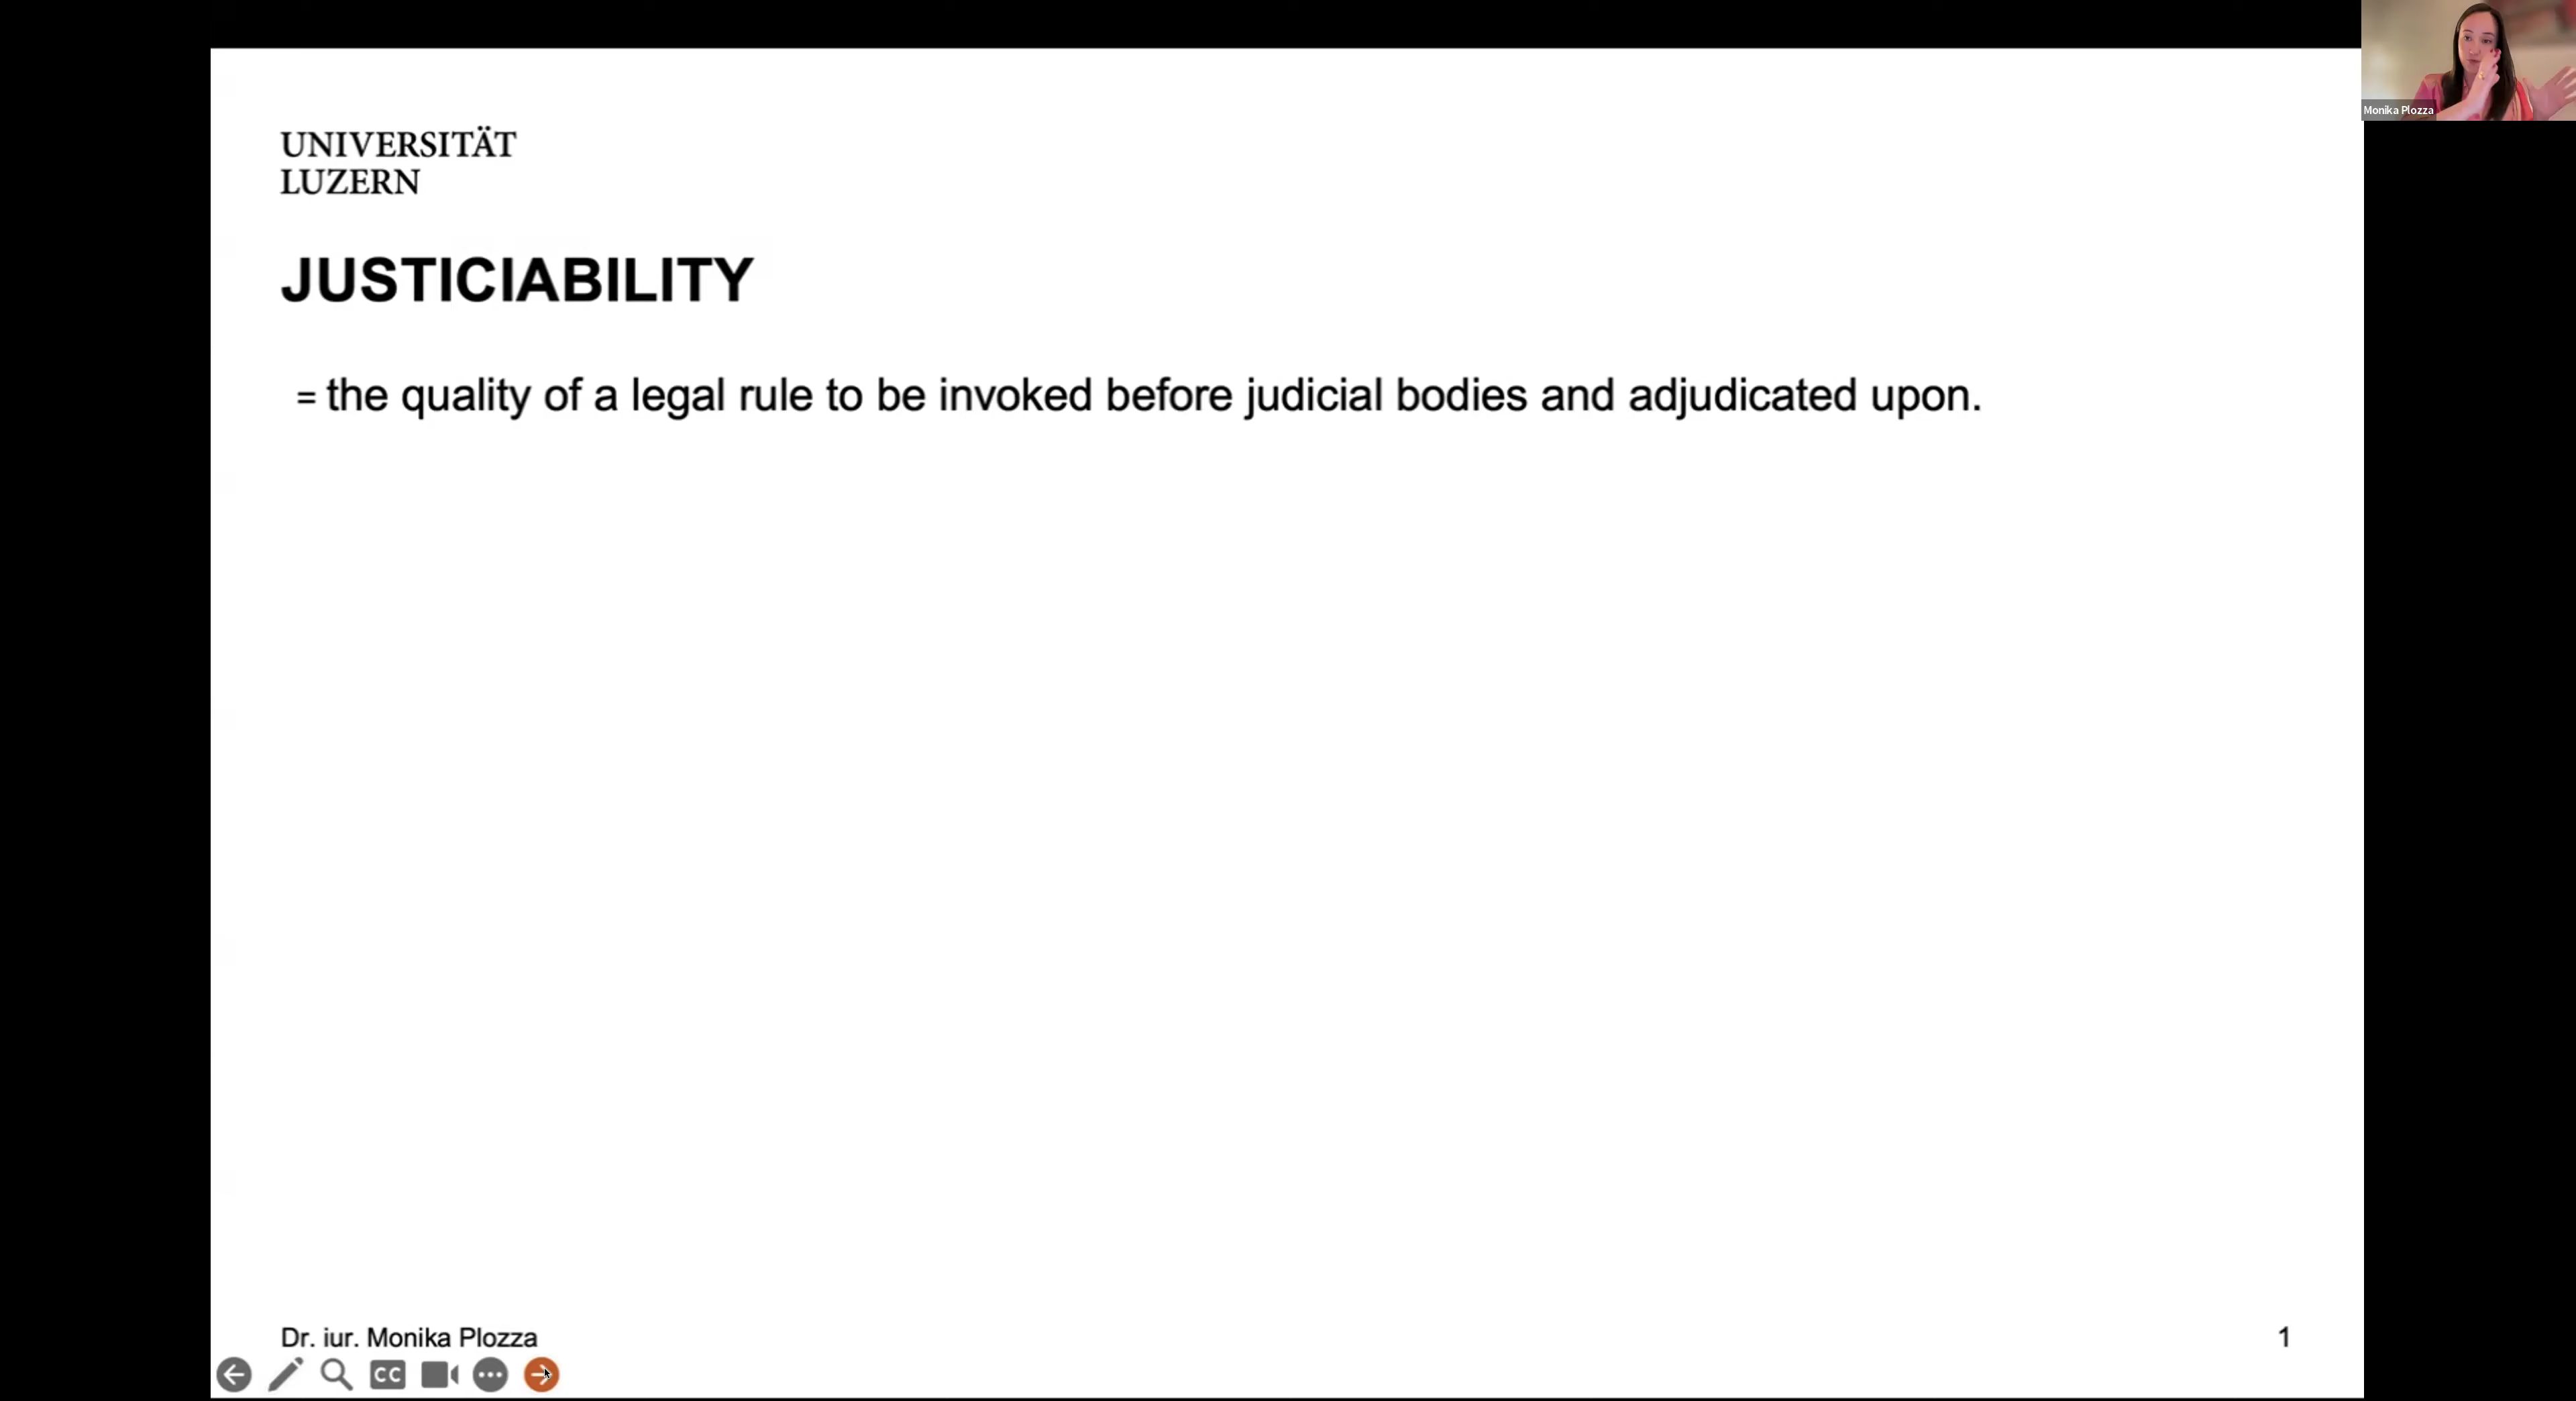 Monika Plozza
UNIVERSITÄT
LUZERN
JUSTICIABILITY
= the quality of a legal rule to be invoked before judicial bodies and adjudicated upon.
Dr. iur. Monika Plozza
1
CC